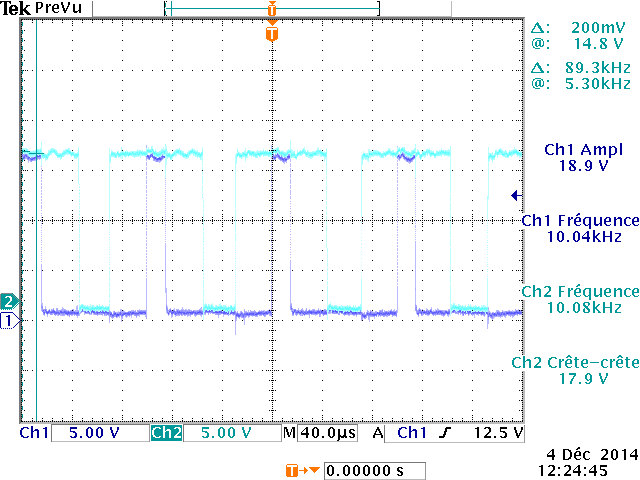 Tek PreVu
T
T
Δ: 200mV
@: 14.8 V
Δ: 89.3kHz
@: 5.30kHz
Ch1 Ampl
18.9 V
Ch1 Fréquence
10.04kHz
2
Ch2 Fréquence
10.08kHz
1
Ch2 Crête-crête
17.9 V
Ch1 5.00 V Ch2 5.00 V M 40.0µs A Ch1 12.5 V
T 0.00000 s
4 Déc 2014
12:24:45